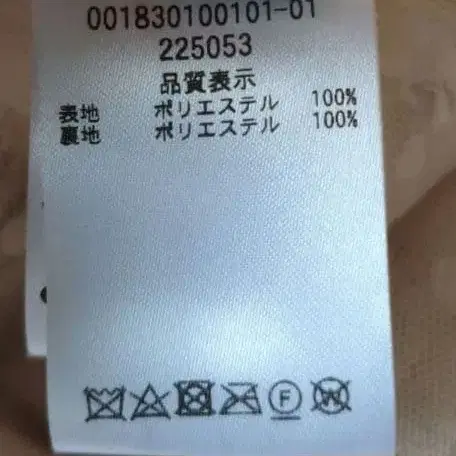 001830100101-01
225053
品質表示
表地 ポリエステル 100%
裏地 ポリエステル 100%
F W